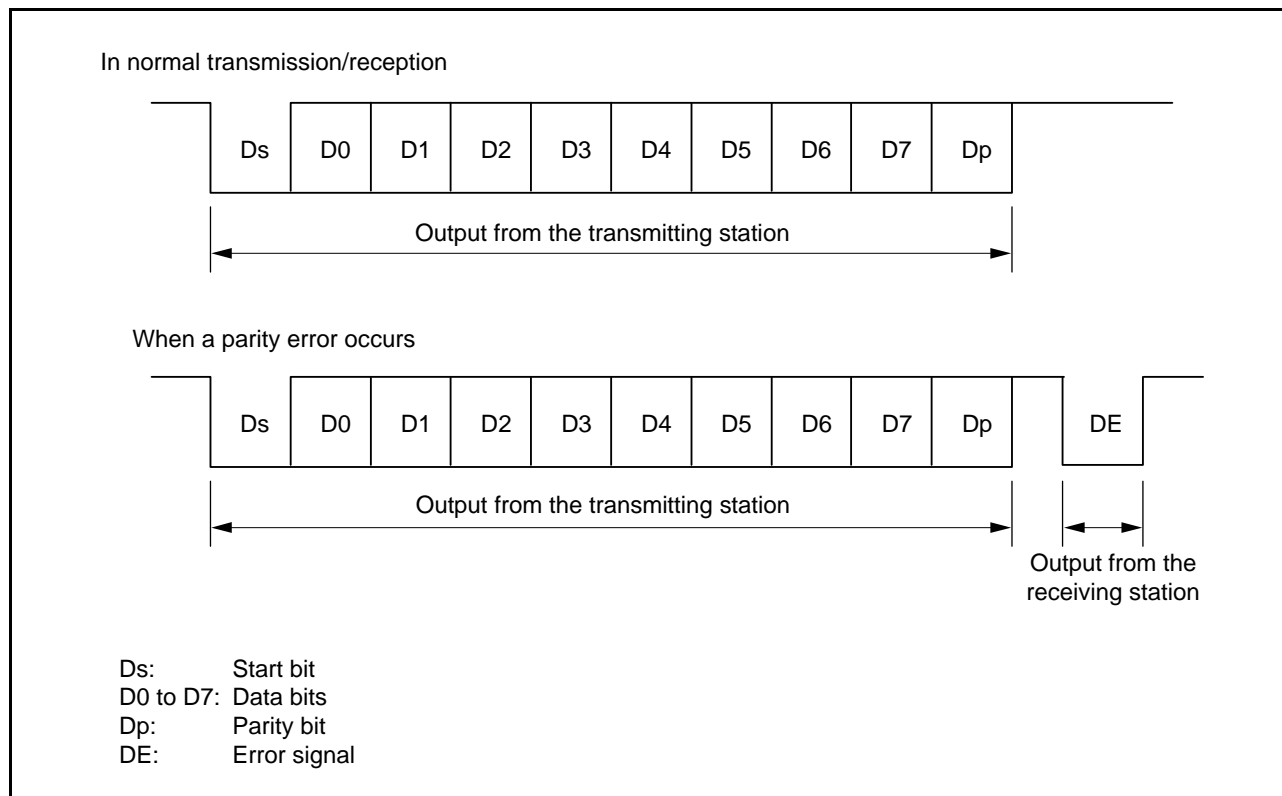 In normal transmission/reception
Ds D0 D1 D2 D3 D4 D5 D6 D7 Dp
Output from the transmitting station
When a parity error occurs
Ds D0 D1 D2 D3 D4 D5 D6 D7 Dp DE
Output from the transmitting station
Output from the
receiving station
Ds: Start bit
D0 to D7: Data bits
Dp: Parity bit
DE: Error signal